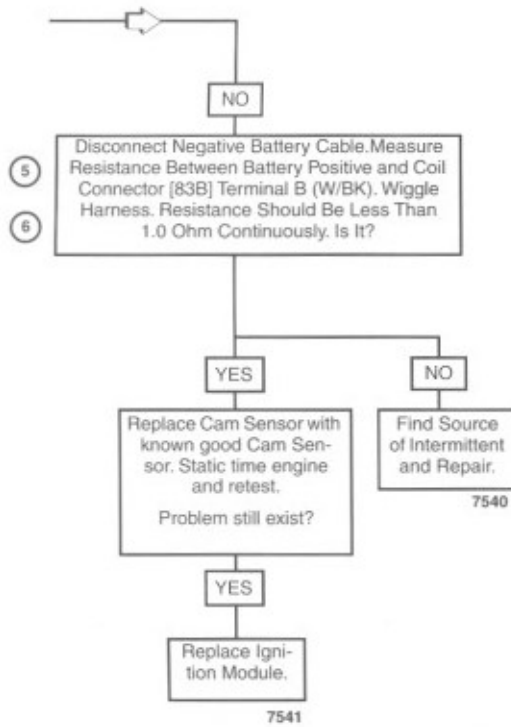 NO
5
6
Disconnect Negative Battery Cable.Measure
Resistance Between Battery Positive and Coil
Connector [83B] Terminal B (W/BK). Wiggle
Harness. Resistance Should Be Less Than
1.0 Ohm Continuously. Is It?
YES
NO
Replace Cam Sensor with
known good Cam Sen-
sor. Static time engine
and retest.
Problem still exist?
Find Source
of Intermittent
and Repair.
7540
YES
Replace Igni-
tion Module.
7541